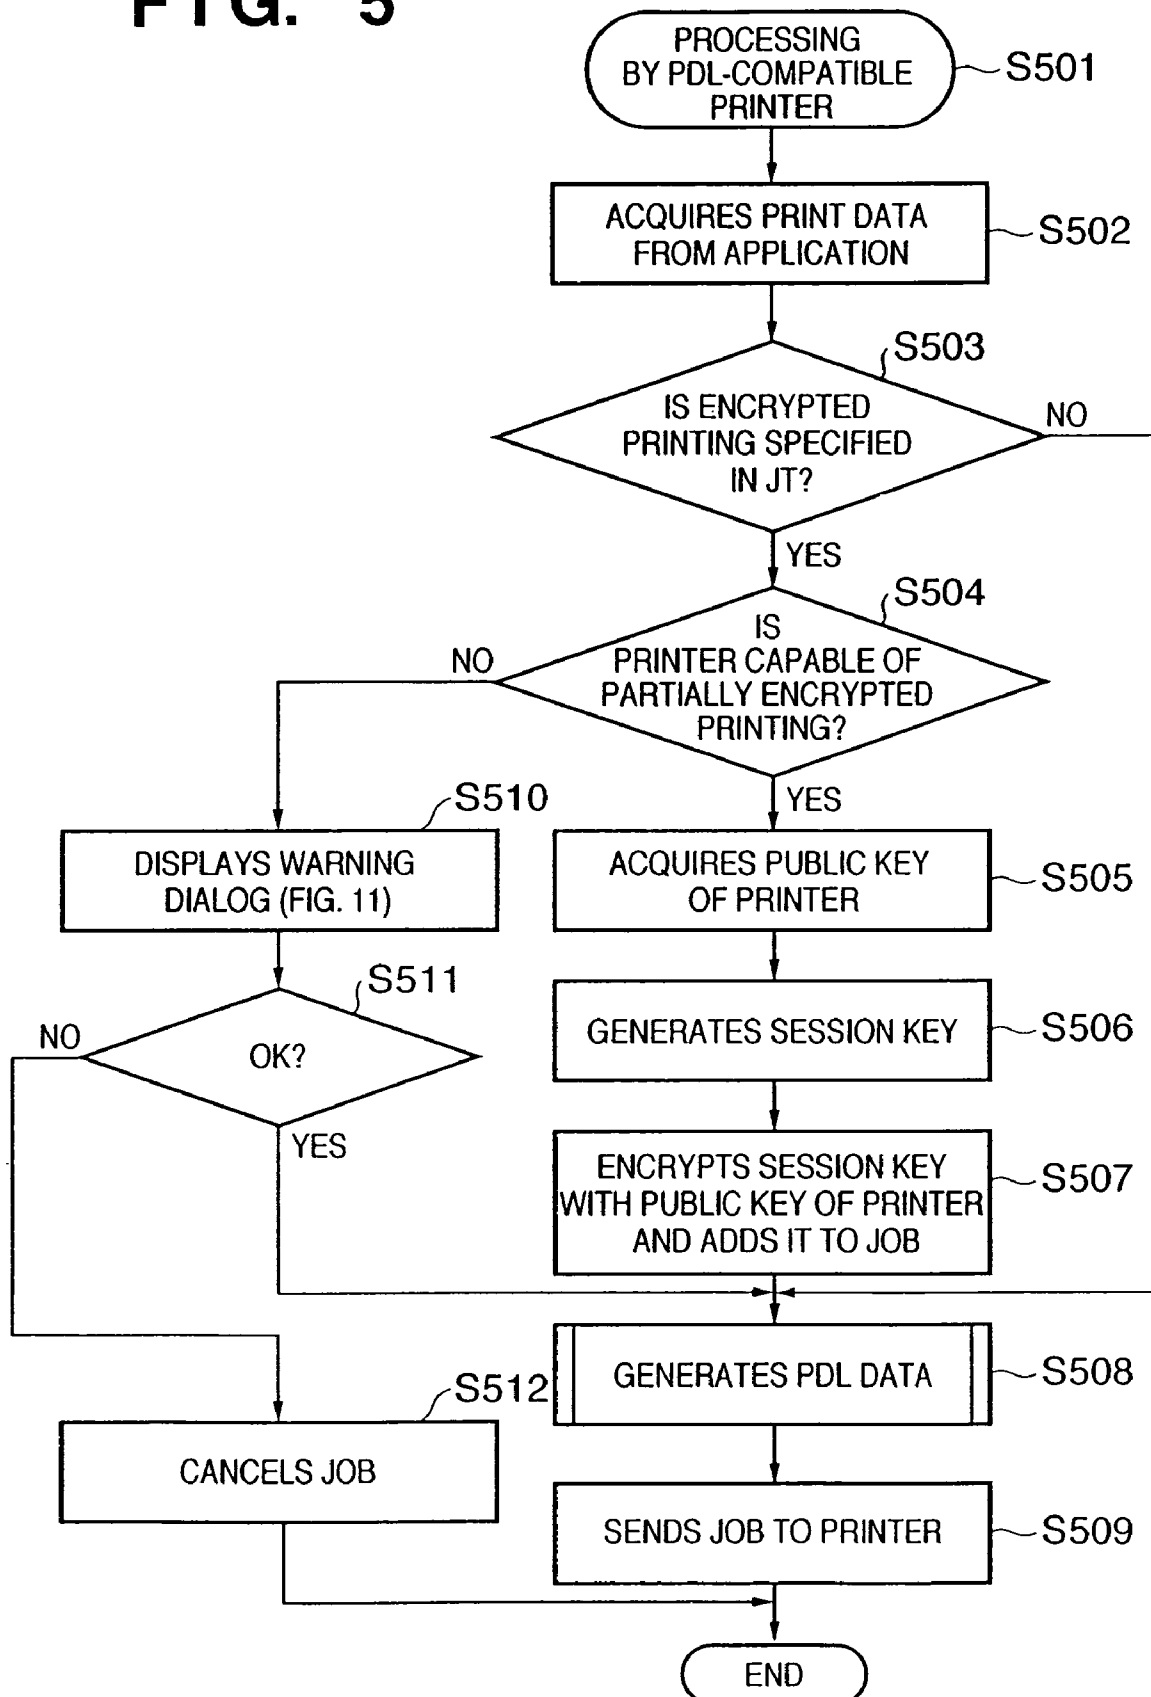 FIG. 5
PROCESSING
BY PDL-COMPATIBLE
PRINTER
S501
ACQUIRES PRINT DATA
FROM APPLICATION
S502
S503
IS ENCRYPTED
PRINTING SPECIFIED
IN JT?
NO
YES
S504
IS
PRINTER CAPABLE OF
PARTIALLY ENCRYPTED
PRINTING?
NO
YES
S510
DISPLAYS WARNING
DIALOG (FIG. 11)
ACQUIRES PUBLIC KEY
OF PRINTER
S505
S511
OK?
NO
YES
GENERATES SESSION KEY
S506
ENCRYPTS SESSION KEY
WITH PUBLIC KEY OF PRINTER
AND ADDS IT TO JOB
S507
GENERATES PDL DATA
S508
S512
CANCELS JOB
SENDS JOB TO PRINTER
S509
END